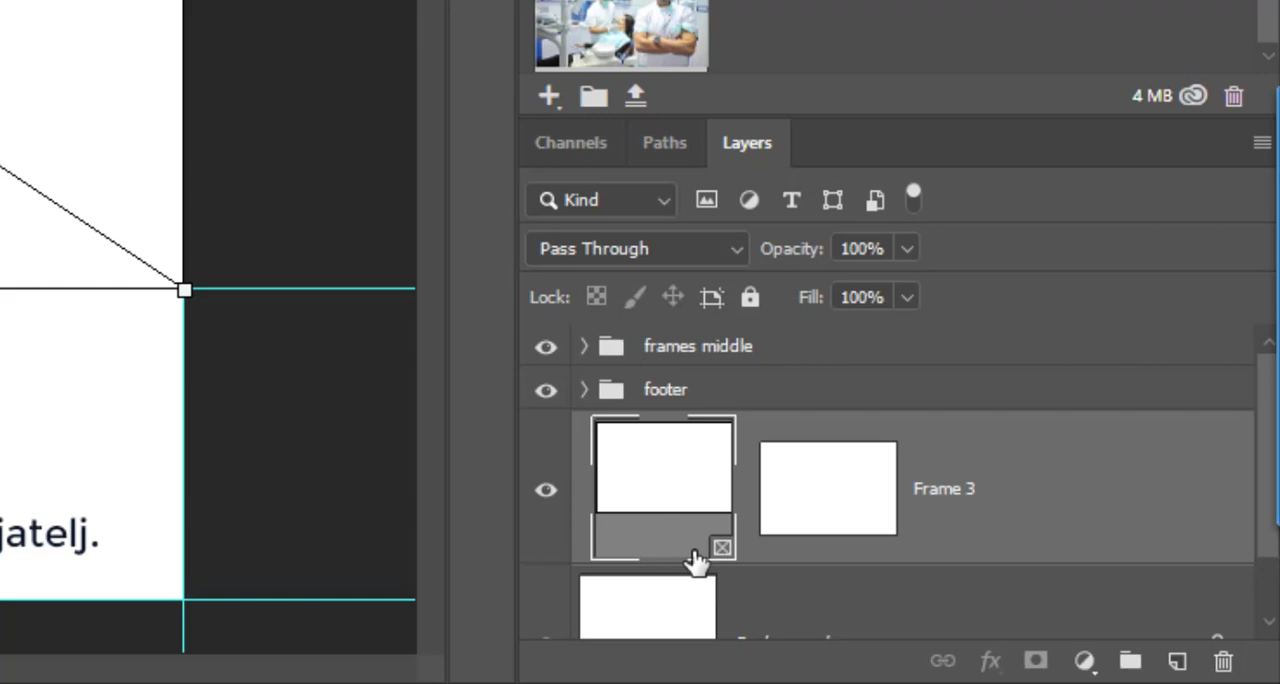 4 MB
Channels Paths Layers
Kind
Pass Through Opacity: 100%
Lock: Fill: 100%
frames middle
footer
Frame 3
jatelj.